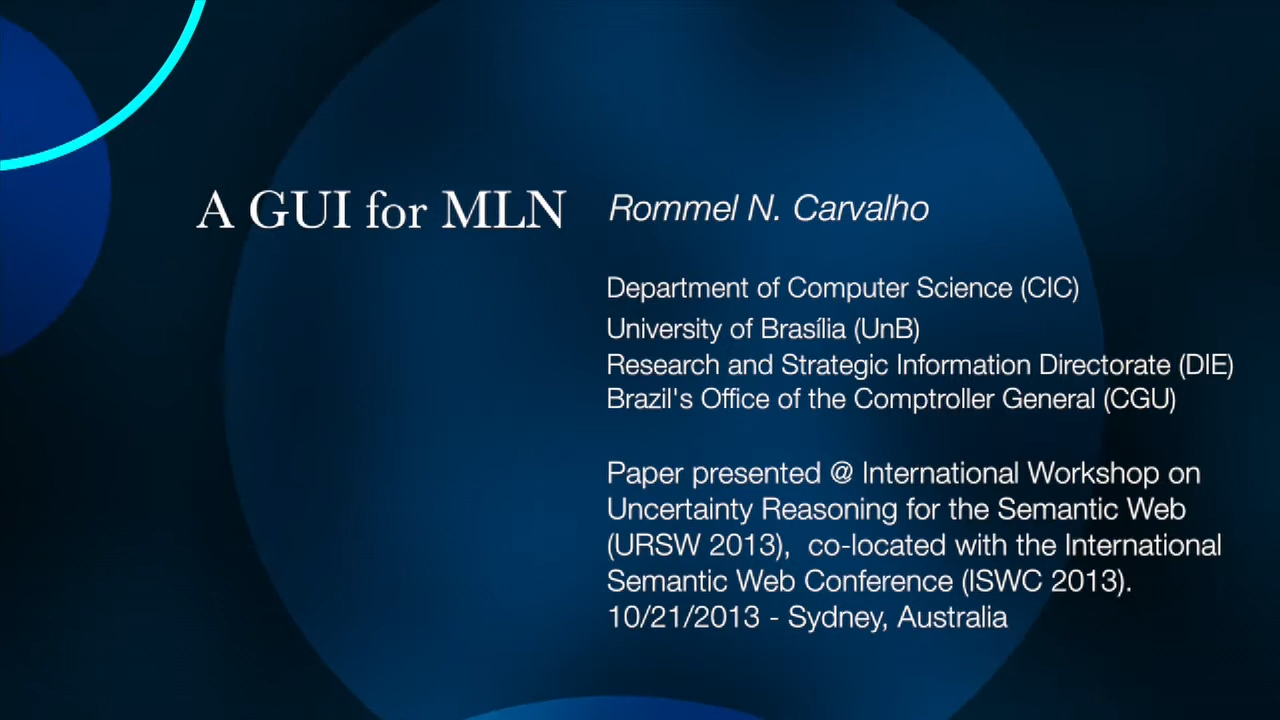 A GUI for MLN
Rommel N. Carvalho
Department of Computer Science (CIC)
University of Brasília (UnB)
Research and Strategic Information Directorate (DIE)
Brazil's Office of the Comptroller General (CGU)
Paper presented @ International Workshop on
Uncertainty Reasoning for the Semantic Web
(URSW 2013), co-located with the International
Semantic Web Conference (ISWC 2013).
10/21/2013 - Sydney, Australia